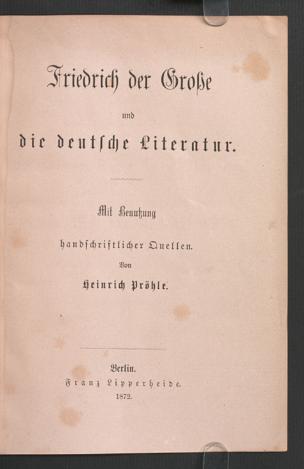 Friedrich der Große
und
die deutsche Literatur.
Mit Benutzung
handschriftlicher Quellen.
Von
Heinrich Pröhle.
Berlin.
Franz Lipperheide.
1872.